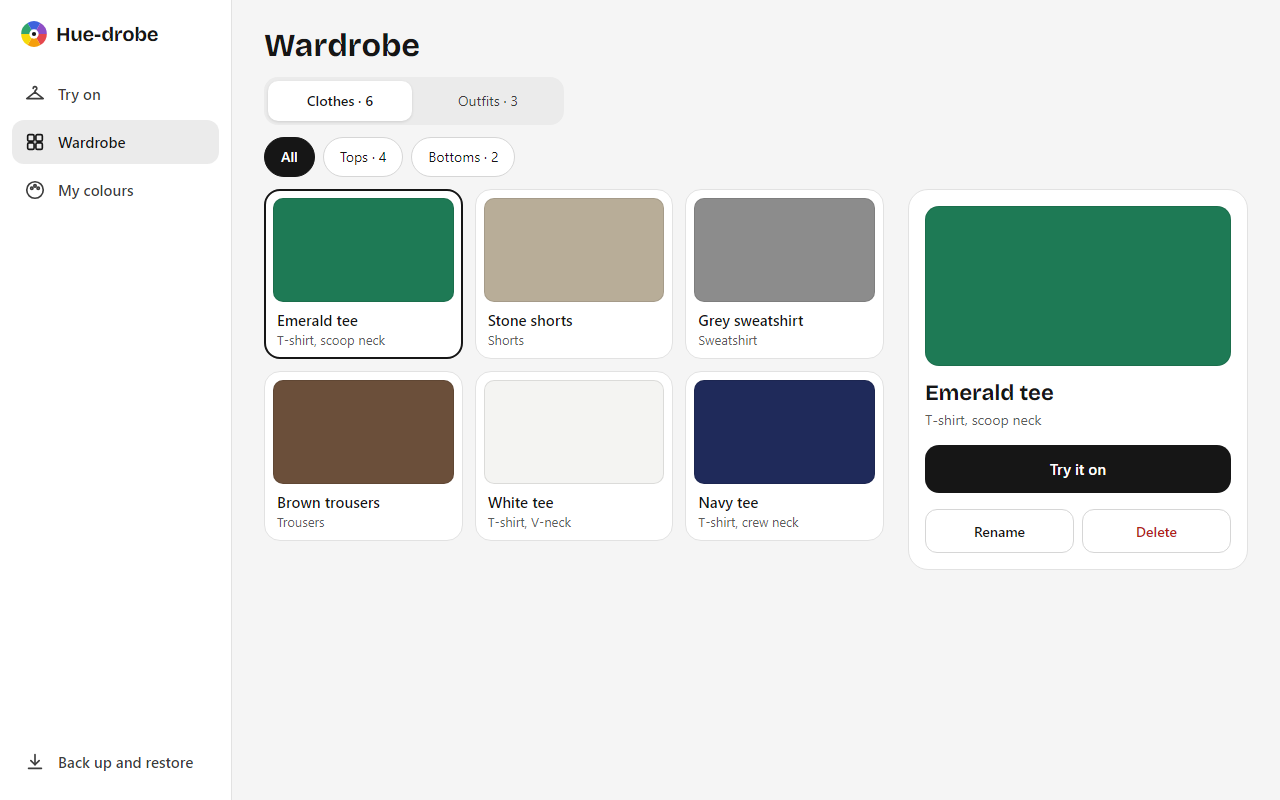 Hue-drobe
Try on
Wardrobe
My colours
Back up and restore
Wardrobe
Clothes · 6
Outfits · 3
All
Tops · 4
Bottoms · 2
Emerald tee
T-shirt, scoop neck
Stone shorts
Shorts
Grey sweatshirt
Sweatshirt
Brown trousers
Trousers
White tee
T-shirt, V-neck
Navy tee
T-shirt, crew neck
Emerald tee
T-shirt, scoop neck
Try it on
Rename
Delete